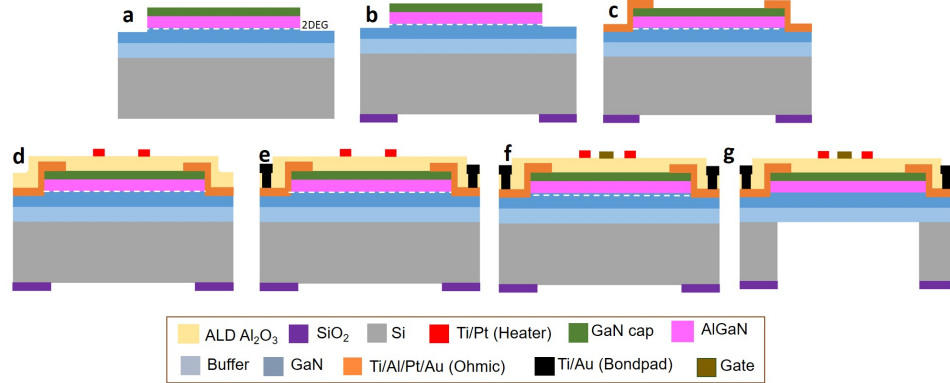 a
2DEG
b
c
d
e
f
g
ALD Al₂O₃
SiO₂
Si
Ti/Pt (Heater)
GaN cap
AlGaN
Buffer
GaN
Ti/Al/Pt/Au (Ohmic)
Ti/Au (Bondpad)
Gate